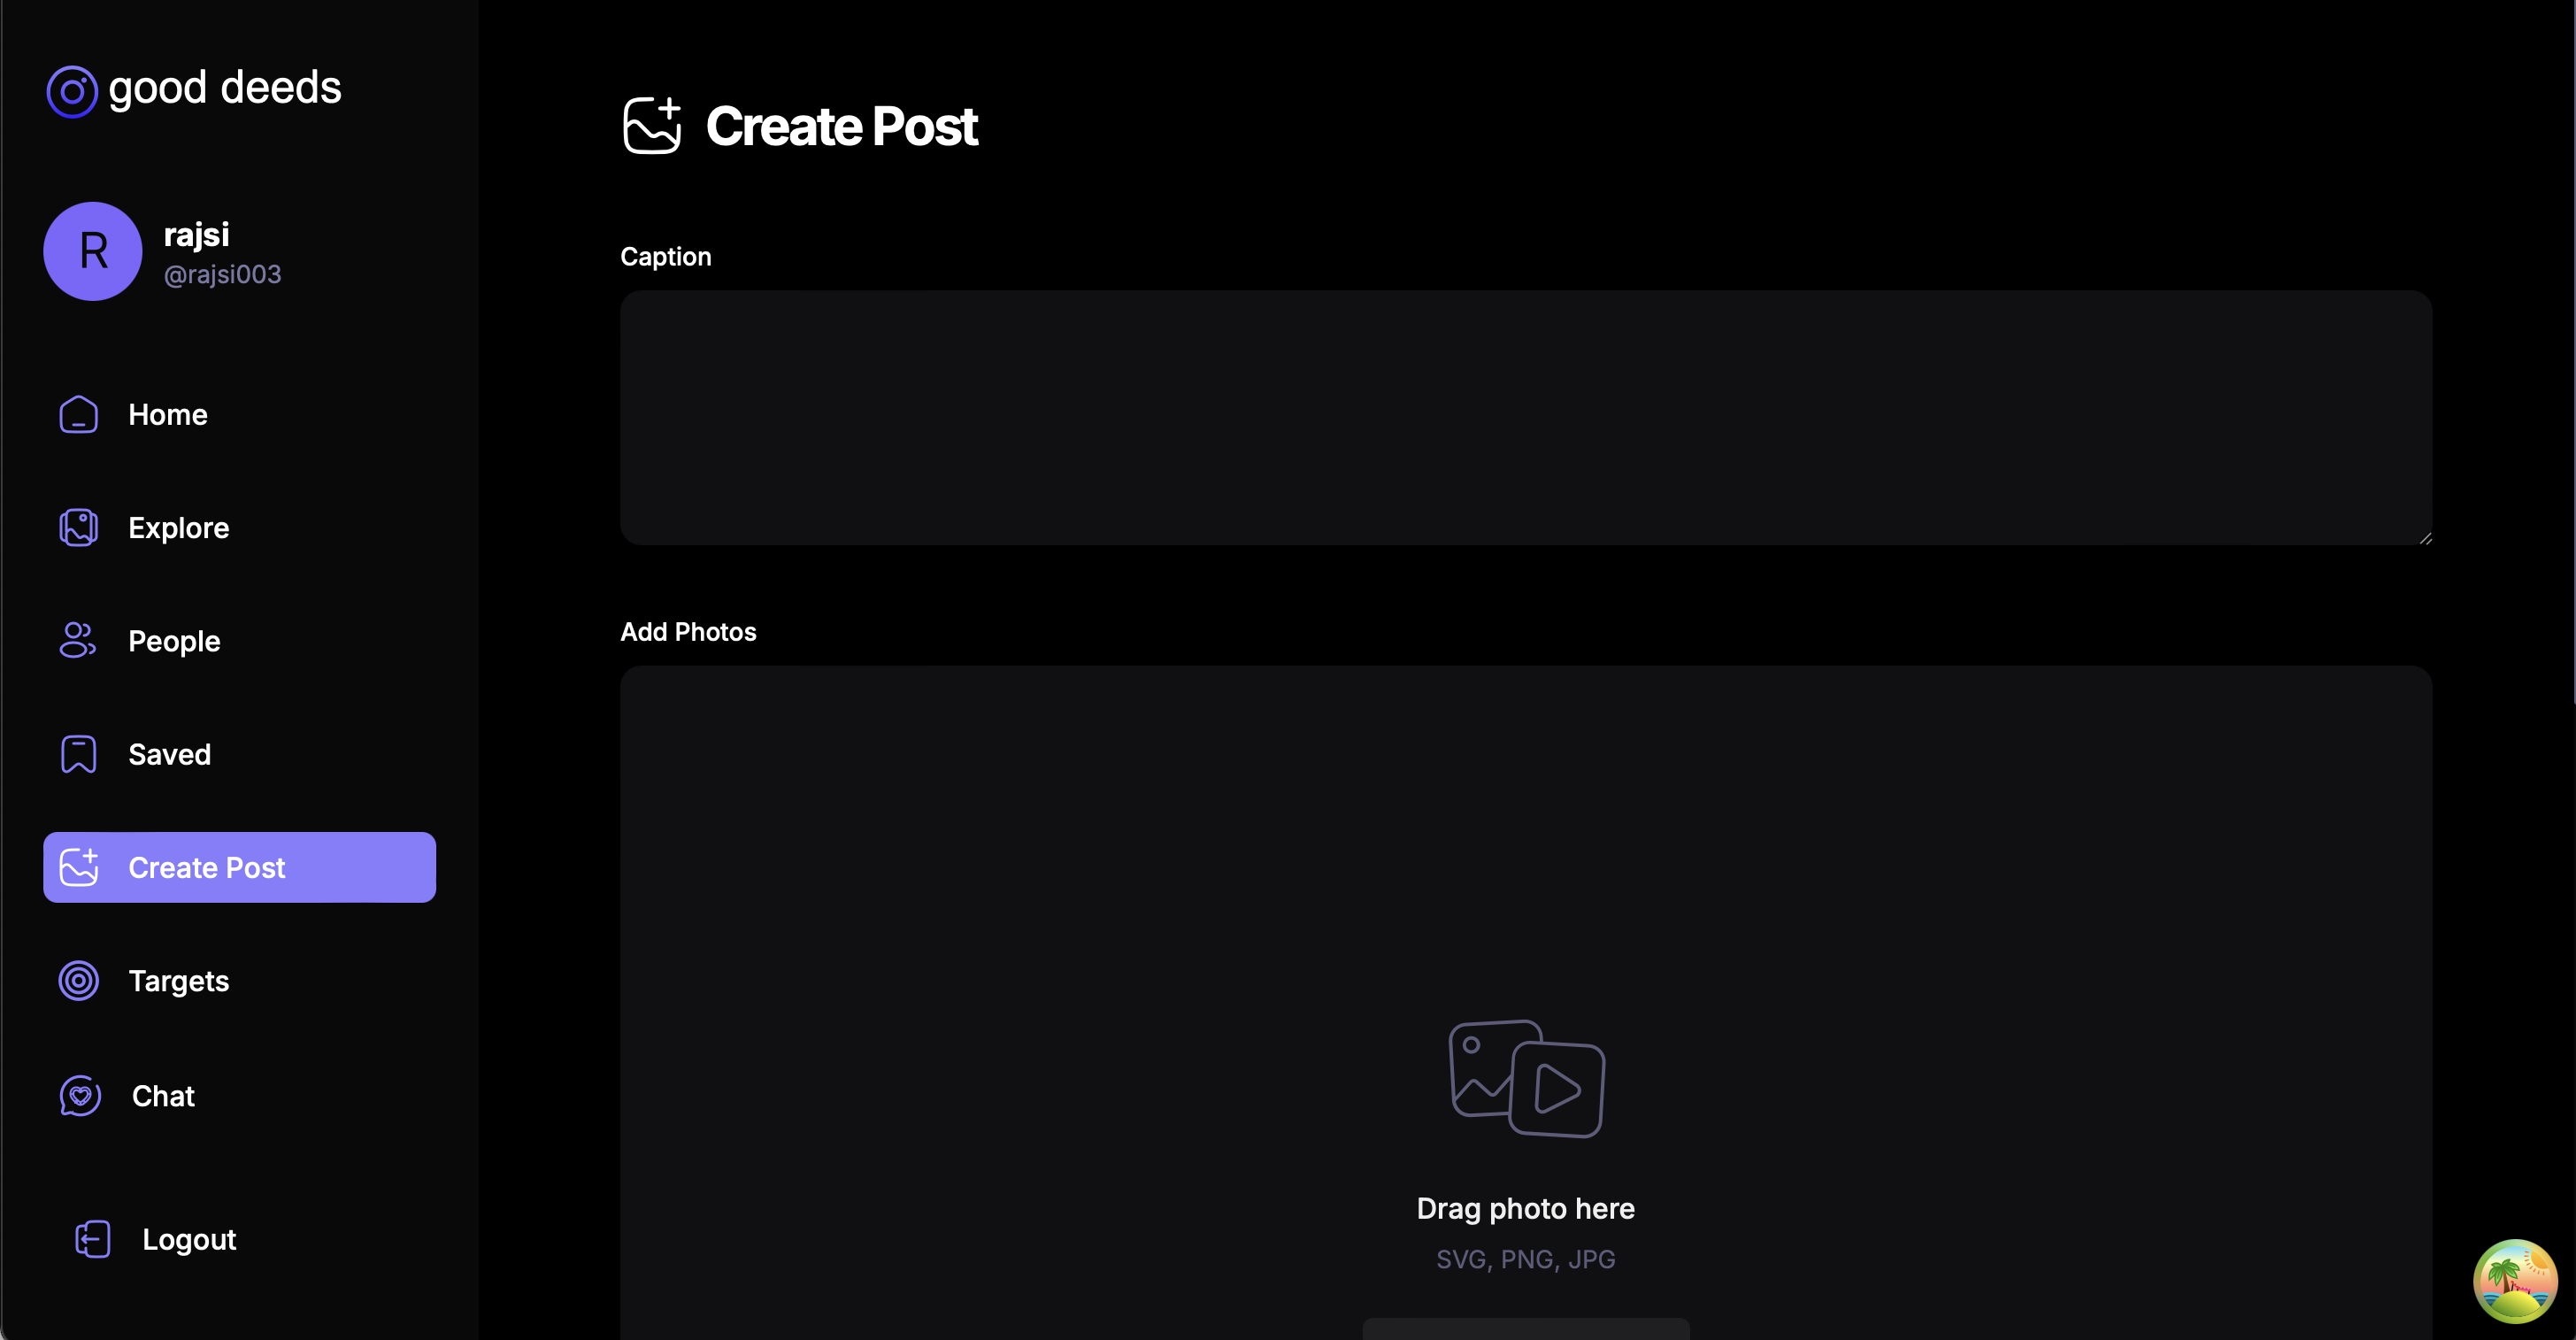 good deeds
R
rajsi
@rajsi003
Home
Explore
People
Saved
Create Post
Targets
Chat
Logout
Create Post
Caption
Add Photos
Drag photo here
SVG, PNG, JPG